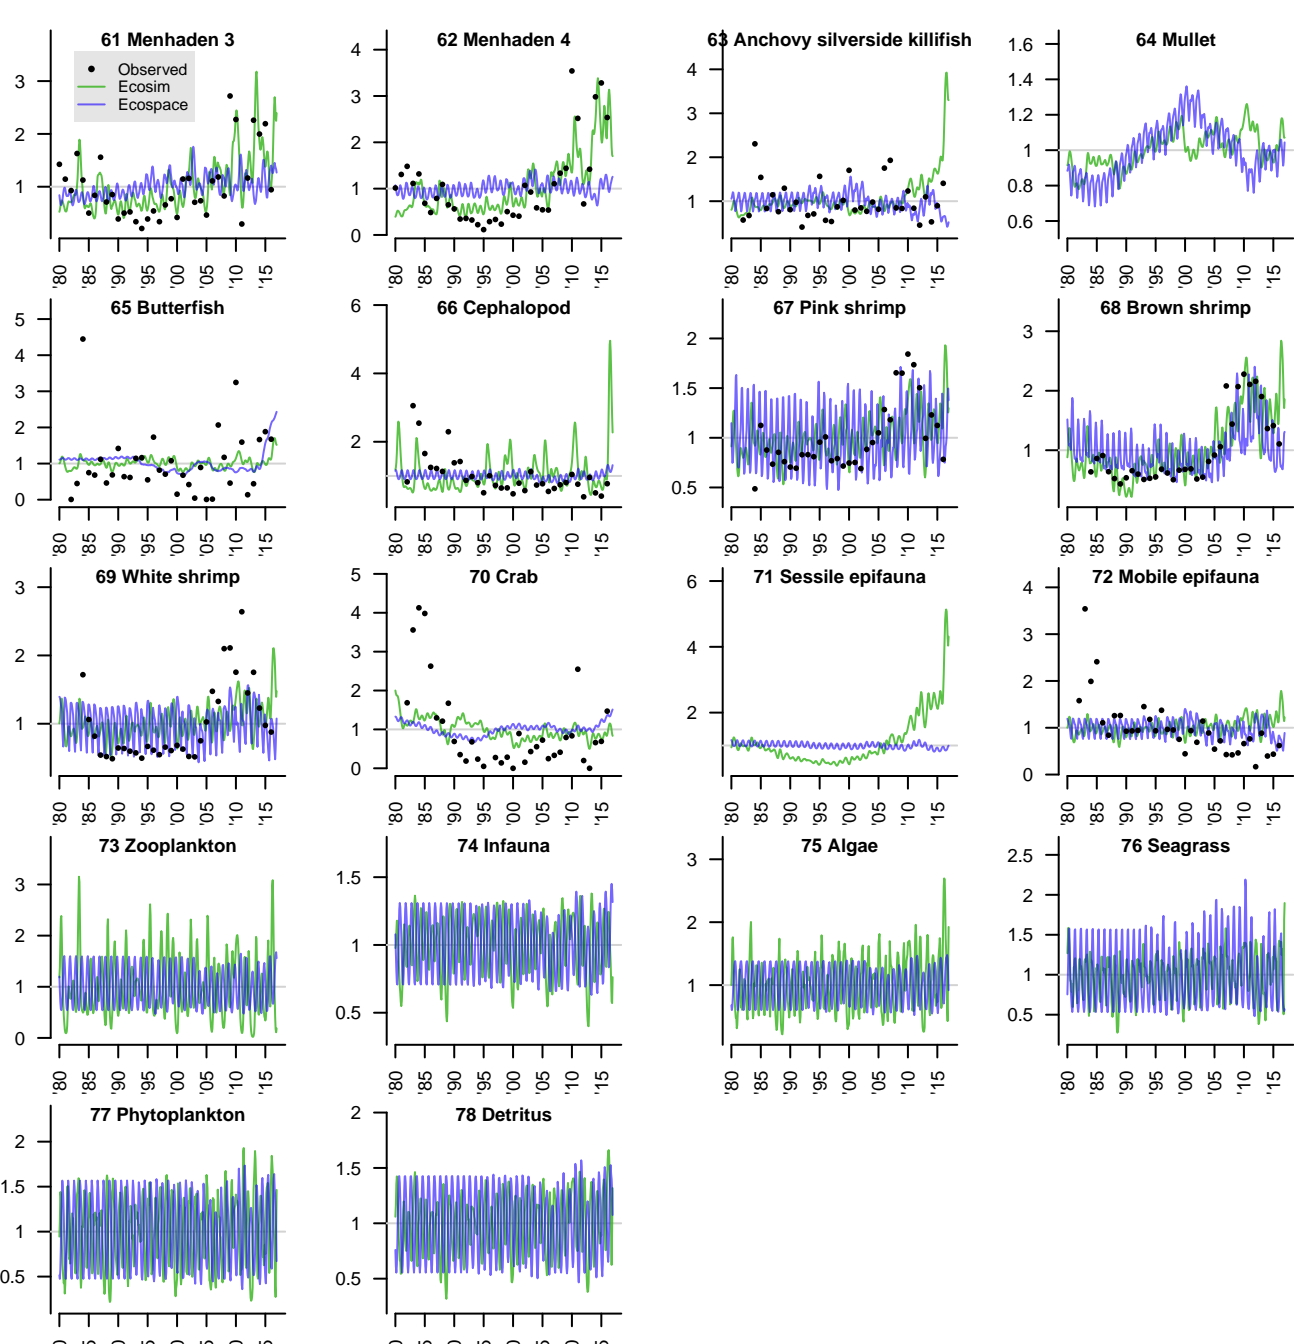 61 Menhaden 3
62 Menhaden 4
63 Anchovy silverside killifish
64 Mullet
Observed
Ecosim
Ecospace
3
2
1
4
3
2
1
0
4
3
2
1
1.6
1.4
1.2
1
0.8
0.6
'80 '85 '90 '95 '00 '05 '10 '15
'80 '85 '90 '95 '00 '05 '10 '15
'80 '85 '90 '95 '00 '05 '10 '15
'80 '85 '90 '95 '00 '05 '10 '15
65 Butterfish
66 Cephalopod
67 Pink shrimp
68 Brown shrimp
5
4
3
2
1
0
6
4
2
2
1.5
1
0.5
3
2
1
'80 '85 '90 '95 '00 '05 '10 '15
'80 '85 '90 '95 '00 '05 '10 '15
'80 '85 '90 '95 '00 '05 '10 '15
'80 '85 '90 '95 '00 '05 '10 '15
69 White shrimp
70 Crab
71 Sessile epifauna
72 Mobile epifauna
3
2
1
5
4
3
2
1
0
6
4
2
4
3
2
1
0
'80 '85 '90 '95 '00 '05 '10 '15
'80 '85 '90 '95 '00 '05 '10 '15
'80 '85 '90 '95 '00 '05 '10 '15
'80 '85 '90 '95 '00 '05 '10 '15
73 Zooplankton
74 Infauna
75 Algae
76 Seagrass
3
2
1
0
1.5
1
0.5
3
2
1
2.5
2
1.5
1
0.5
'80 '85 '90 '95 '00 '05 '10 '15
'80 '85 '90 '95 '00 '05 '10 '15
'80 '85 '90 '95 '00 '05 '10 '15
'80 '85 '90 '95 '00 '05 '10 '15
77 Phytoplankton
78 Detritus
2
1.5
1
0.5
2
1.5
1
0.5